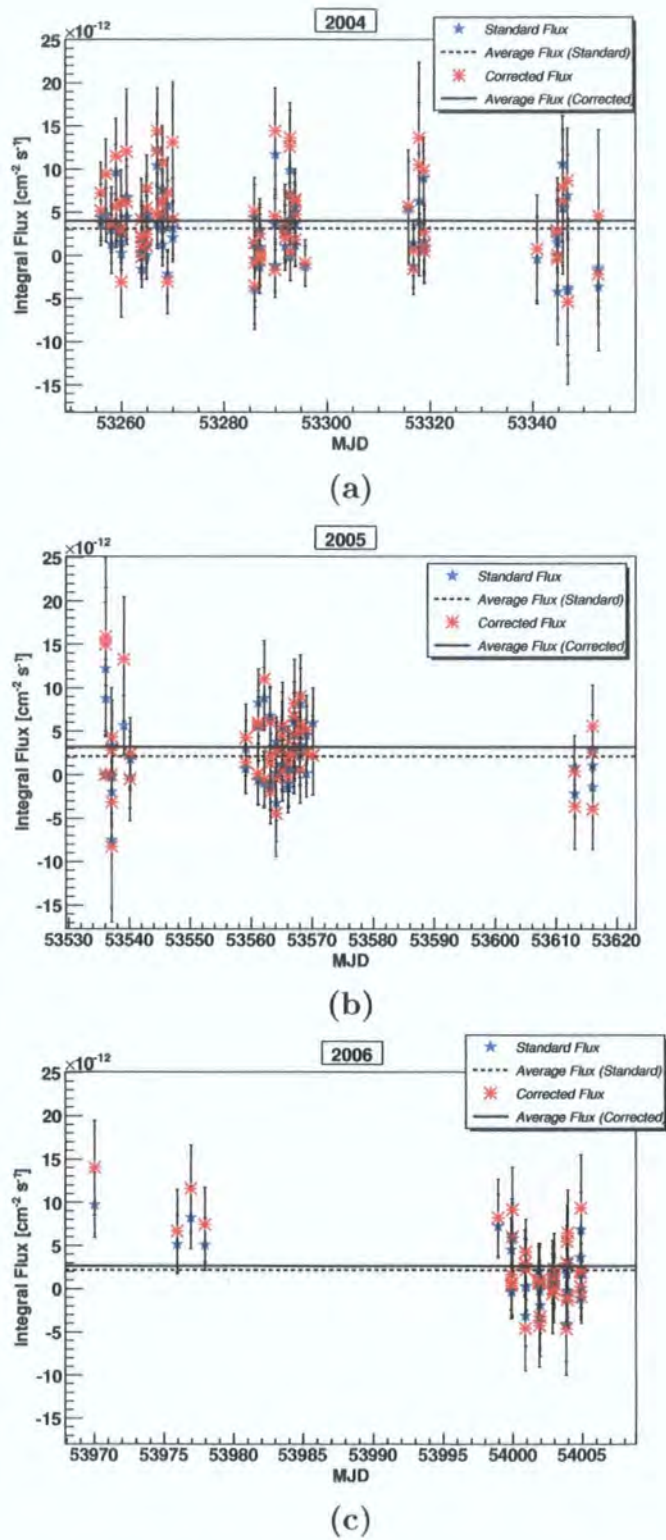 2004
×10⁻¹²
Standard Flux
Average Flux (Standard)
Corrected Flux
Average Flux (Corrected)
Integral Flux [cm⁻² s⁻¹]
25
20
15
10
5
0
-5
-10
-15
53260 53280 53300 53320 53340
MJD
(a)
2005
×10⁻¹²
Standard Flux
Average Flux (Standard)
Corrected Flux
Average Flux (Corrected)
Integral Flux [cm⁻² s⁻¹]
25
20
15
10
5
0
-5
-10
-15
53530 53540 53550 53560 53570 53580 53590 53600 53610 53620
MJD
(b)
2006
×10⁻¹²
Standard Flux
Average Flux (Standard)
Corrected Flux
Average Flux (Corrected)
Integral Flux [cm⁻² s⁻¹]
25
20
15
10
5
0
-5
-10
-15
53970 53975 53980 53985 53990 53995 54000 54005
MJD
(c)